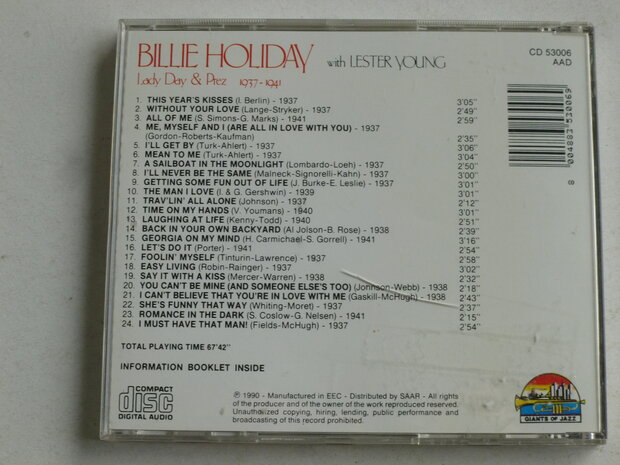 BILLIE HOLIDAY with LESTER YOUNG
Lady Day & Prez 1937-1941
CD 53006
AAD
1. THIS YEAR'S KISSES (I. Berlin) - 1937 3'05"
2. WITHOUT YOUR LOVE (Lange-Stryker) - 1937 2'49"
3. ALL OF ME (S. Simons-G. Marks) - 1941 2'59"
4. ME, MYSELF AND I (ARE ALL IN LOVE WITH YOU) - 1937
(Gordon-Roberts-Kaufman) 2'35"
5. I'LL GET BY (Turk-Ahlert) - 1937 3'06"
6. MEAN TO ME (Turk-Ahlert) - 1937 3'04"
7. A SAILBOAT IN THE MOONLIGHT (Lombardo-Loeh) - 1937 2'50"
8. I'LL NEVER BE THE SAME (Malneck-Signorelli-Kahn) - 1937 3'00"
9. GETTING SOME FUN OUT OF LIFE (J. Burke-E. Leslie) - 1937 3'01"
10. THE MAN I LOVE (I. & G. Gershwin) - 1939 3'01"
11. TRAV'LIN' ALL ALONE (Johnson) - 1937 2'12"
12. TIME ON MY HANDS (V. Youmans) - 1940 3'01"
13. LAUGHING AT LIFE (Kenny-Todd) - 1940 2'51"
14. BACK IN YOUR OWN BACKYARD (Al Jolson-B. Rose) - 1938 2'39"
15. GEORGIA ON MY MIND (H. Carmichael-S. Gorrell) - 1941 3'16"
16. LET'S DO IT (Porter) - 1941 2'54"
17. FOOLIN' MYSELF (Tinturin-Lawrence) - 1937 2'58"
18. EASY LIVING (Robin-Rainger) - 1937 3'02"
19. SAY IT WITH A KISS (Mercer-Warren) - 1938 2'32"
20. YOU CAN'T BE MINE (AND SOMEONE ELSE'S TOO) (Johnson-Webb) - 1938 2'18"
21. I CAN'T BELIEVE THAT YOU'RE IN LOVE WITH ME (Gaskill-McHugh) - 1938 2'43"
22. SHE'S FUNNY THAT WAY (Whiting-Moret) - 1937 2'37"
23. ROMANCE IN THE DARK (S. Coslow-G. Nelsen) - 1941 2'15"
24. I MUST HAVE THAT MAN! (Fields-McHugh) - 1937 2'54"
TOTAL PLAYING TIME 67'42"
INFORMATION BOOKLET INSIDE
COMPACT
disc
DIGITAL AUDIO
℗ 1990 - Manufactured in EEC - Distributed by SAAR - All rights
of the producer and of the owner of the work reproduced reserved.
Unauthorized copying, hiring, lending, public performance and
broadcasting of this record prohibited.
8 004883 530069
GIANTS OF JAZZ